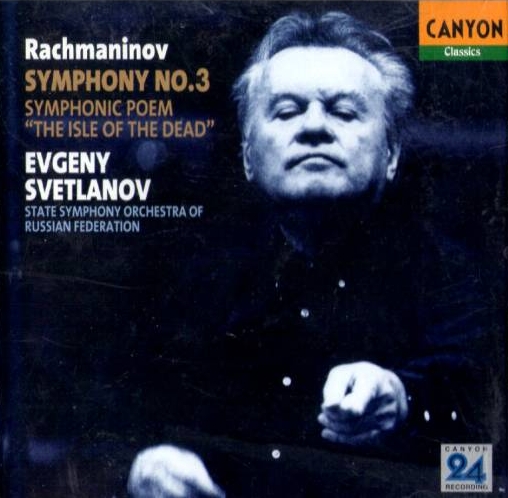 Rachmaninov
SYMPHONY NO.3
SYMPHONIC POEM
“THE ISLE OF THE DEAD”
EVGENY
SVETLANOV
STATE SYMPHONY ORCHESTRA OF
RUSSIAN FEDERATION
CANYON
Classics
CANYON
24
RECORDING